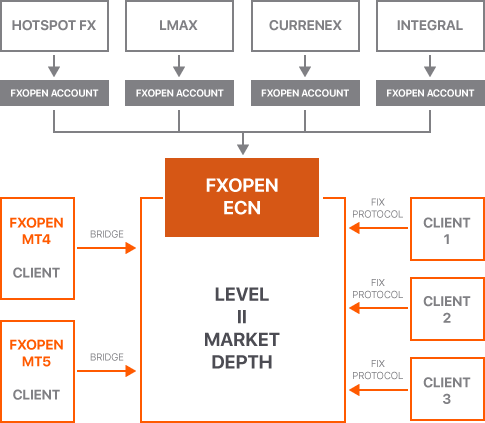 HOTSPOT FX
LMAX
CURRENEX
INTEGRAL
FXOPEN ACCOUNT
FXOPEN ACCOUNT
FXOPEN ACCOUNT
FXOPEN ACCOUNT
FXOPEN
ECN
FXOPEN
MT4
CLIENT
BRIDGE
FXOPEN
MT5
CLIENT
BRIDGE
LEVEL
II
MARKET
DEPTH
FIX
PROTOCOL
CLIENT
1
FIX
PROTOCOL
CLIENT
2
FIX
PROTOCOL
CLIENT
3